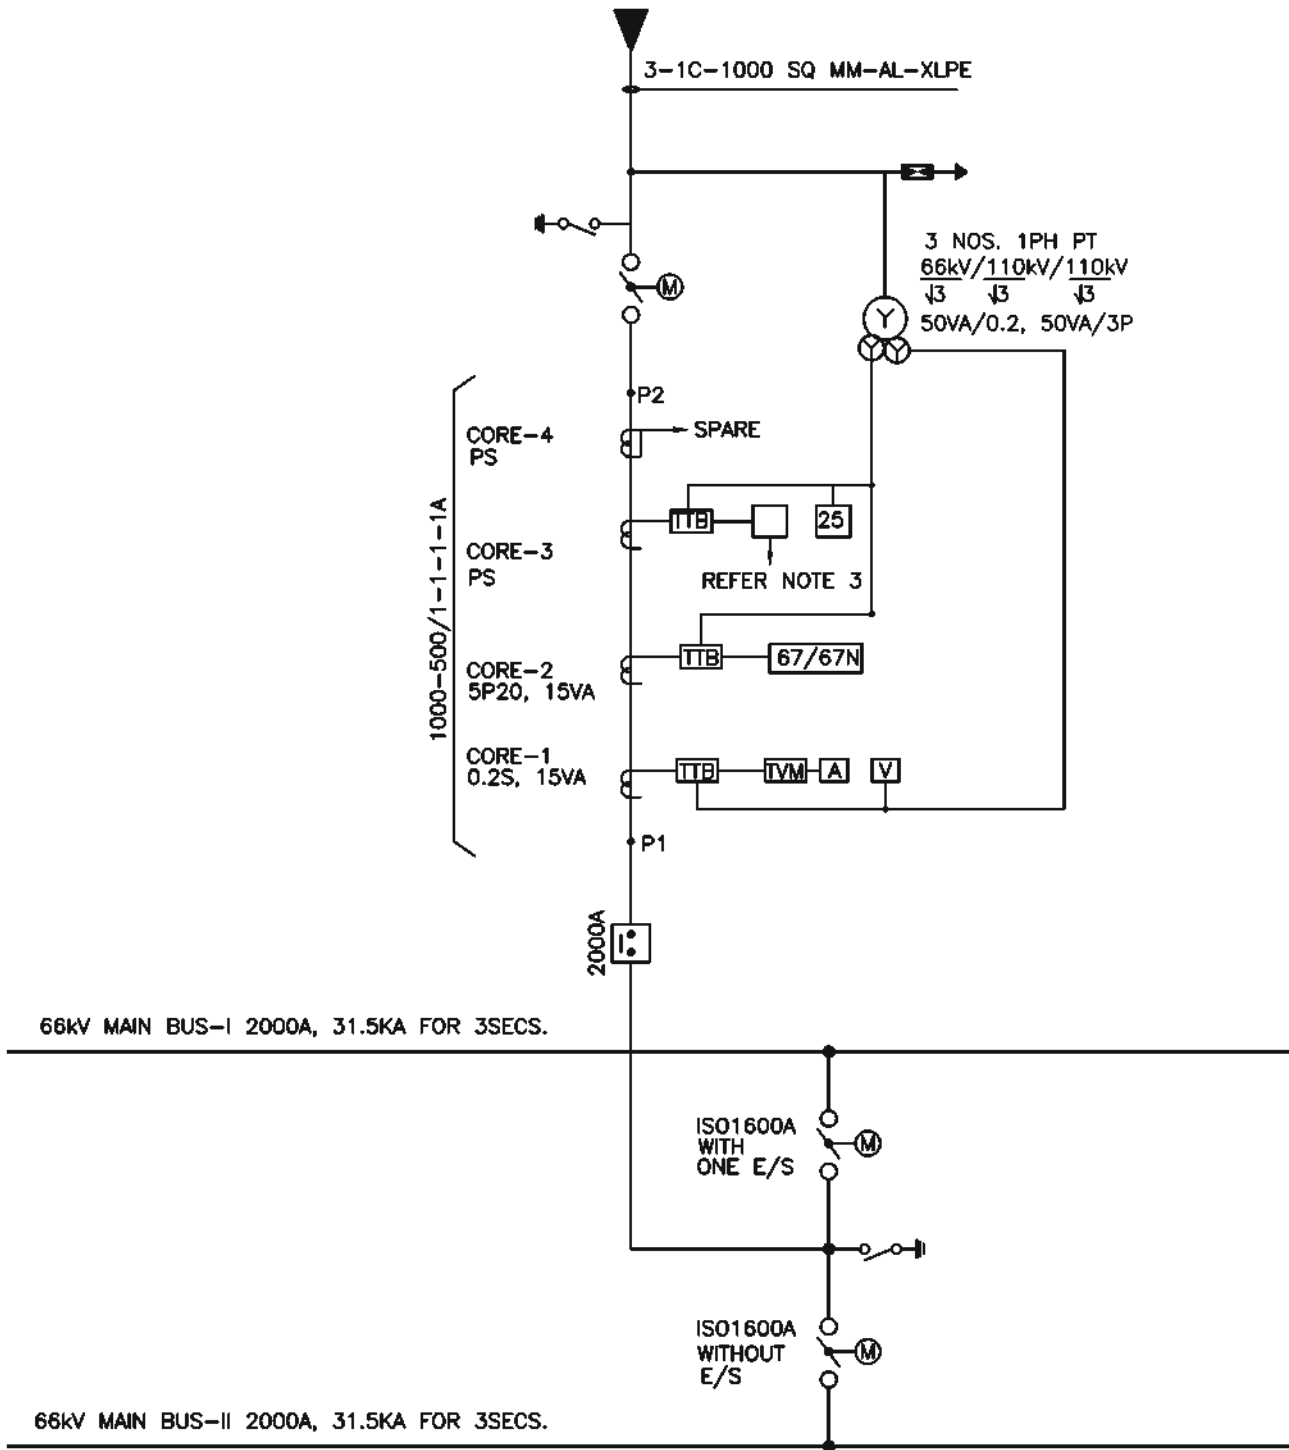 3-1C-1000 SQ MM-AL-XLPE
3 NOS. 1PH PT
66kV/110kV/110kV
√3 √3 √3
50VA/0.2, 50VA/3P
M
Y
Y Y
P2
CORE-4
PS
SPARE
1000-500/1-1-1-1A
TTB
25
CORE-3
PS
REFER NOTE 3
TTB
67/67N
CORE-2
5P20, 15VA
CORE-1
0.2S, 15VA
TTB TVM A V
P1
2000A
66kV MAIN BUS-I 2000A, 31.5KA FOR 3SECS.
ISO1600A
WITH
ONE E/S
M
ISO1600A
WITHOUT
E/S
M
66kV MAIN BUS-II 2000A, 31.5KA FOR 3SECS.